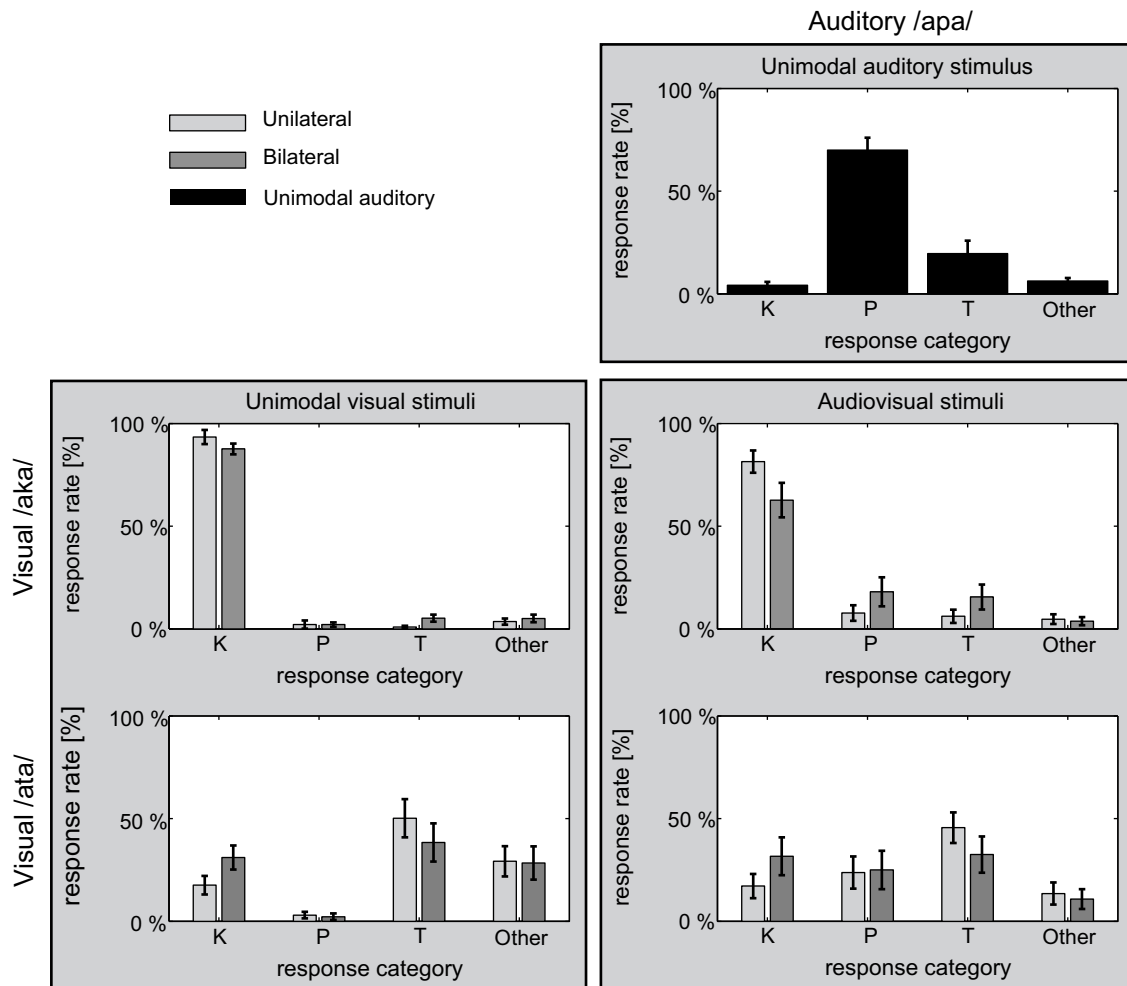 Auditory /apa/
Unimodal auditory stimulus
Unilateral
Bilateral
Unimodal auditory
response rate [%]
100 %
50 %
0 %
K P T Other
response category
Visual /aka/
Unimodal visual stimuli
response rate [%]
100 %
50 %
0 %
K P T Other
response category
Audiovisual stimuli
response rate [%]
100 %
50 %
0 %
K P T Other
response category
Visual /ata/
response rate [%]
100 %
50 %
0 %
K P T Other
response category
response rate [%]
100 %
50 %
0 %
K P T Other
response category